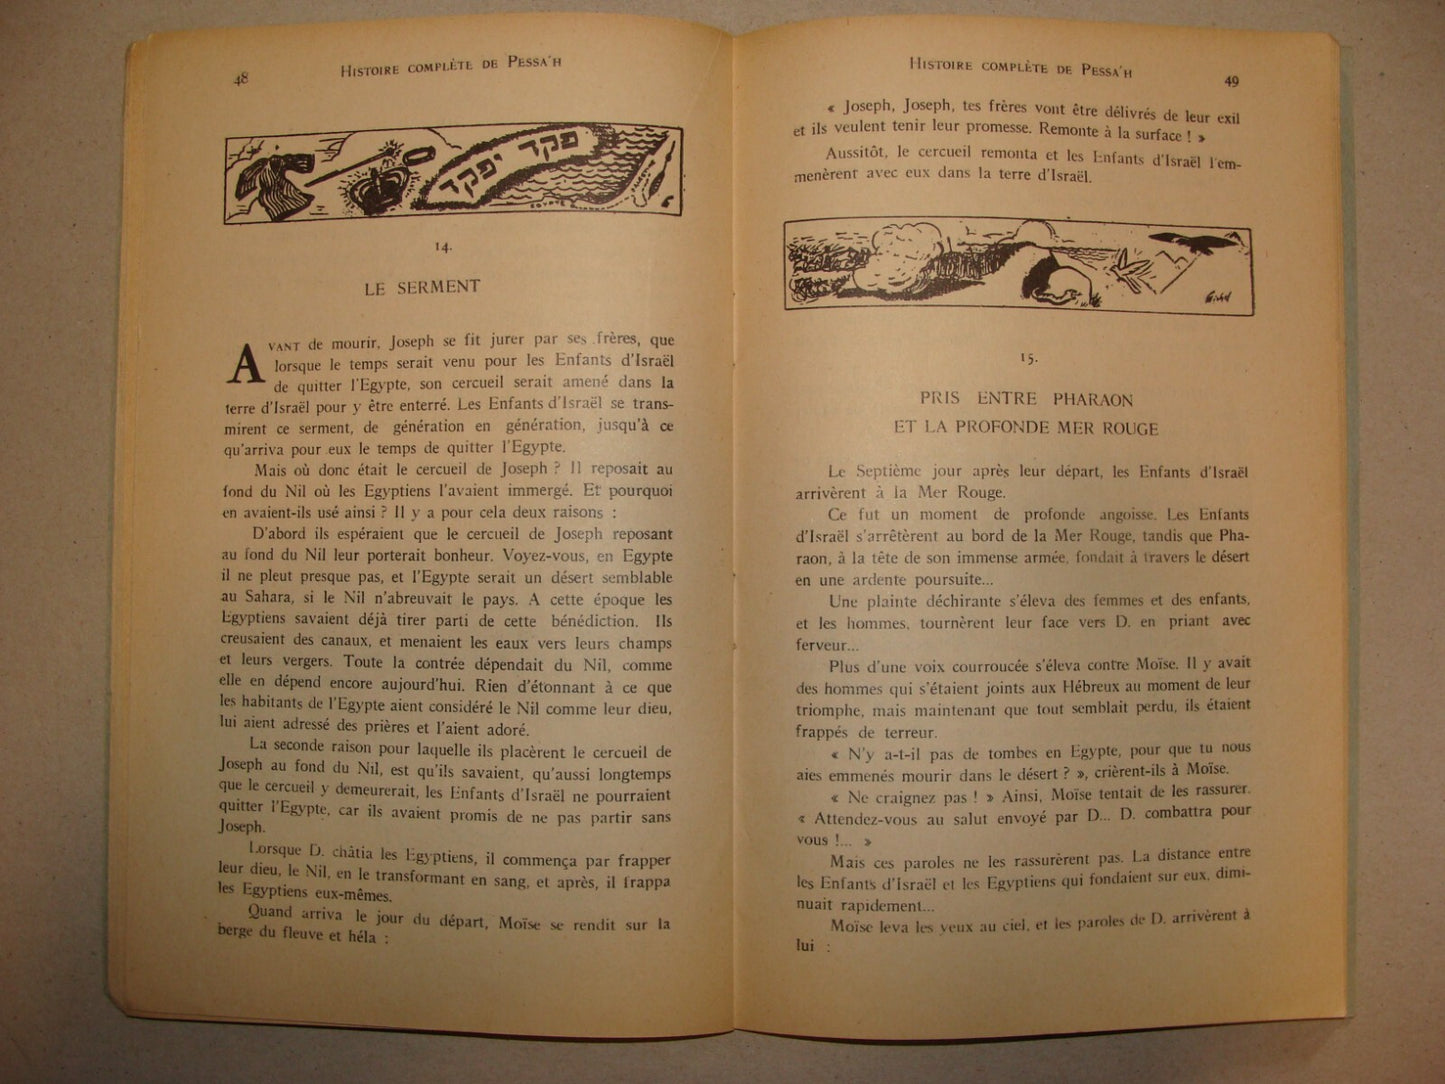 48
HISTOIRE COMPLÈTE DE PESSA'H
פקד יפקד
14.
LE SERMENT
AVANT de mourir, Joseph se fit jurer par ses frères, que
lorsque le temps serait venu pour les Enfants d'Israël
de quitter l'Egypte, son cercueil serait amené dans la
terre d'Israël pour y être enterré. Les Enfants d'Israël se trans-
mirent ce serment, de génération en génération, jusqu'à ce
qu'arriva pour eux le temps de quitter l'Egypte.
Mais où donc était le cercueil de Joseph ? Il reposait au
fond du Nil où les Egyptiens l'avaient immergé. Et pourquoi
en avaient-ils usé ainsi ? Il y a pour cela deux raisons :
D'abord ils espéraient que le cercueil de Joseph reposant
au fond du Nil leur porterait bonheur. Voyez-vous, en Egypte
il ne pleut presque pas, et l'Egypte serait un désert semblable
au Sahara, si le Nil n'abreuvait le pays. A cette époque les
Egyptiens savaient déjà tirer parti de cette bénédiction. Ils
creusaient des canaux, et menaient les eaux vers leurs champs
et leurs vergers. Toute la contrée dépendait du Nil, comme
elle en dépend encore aujourd'hui. Rien d'étonnant à ce que
les habitants de l'Egypte aient considéré le Nil comme leur dieu,
lui aient adressé des prières et l'aient adoré.
La seconde raison pour laquelle ils placèrent le cercueil de
Joseph au fond du Nil, est qu'ils savaient, qu'aussi longtemps
que le cercueil y demeurerait, les Enfants d'Israël ne pourraient
quitter l'Egypte, car ils avaient promis de ne pas partir sans
Joseph.
Lorsque D. châtia les Egyptiens, il commença par frapper
leur dieu, le Nil, en le transformant en sang, et après, il frappa
les Egyptiens eux-mêmes.
Quand arriva le jour du départ, Moïse se rendit sur la
berge du fleuve et héla :
HISTOIRE COMPLÈTE DE PESSA'H
49
« Joseph, Joseph, tes frères vont être délivrés de leur exil
et ils veulent tenir leur promesse. Remonte à la surface ! »
Aussitôt, le cercueil remonta et les Enfants d'Israël l'em-
menèrent avec eux dans la terre d'Israël.
15.
PRIS ENTRE PHARAON
ET LA PROFONDE MER ROUGE
Le Septième jour après leur départ, les Enfants d'Israël
arrivèrent à la Mer Rouge.
Ce fut un moment de profonde angoisse. Les Enfants
d'Israël s'arrêtèrent au bord de la Mer Rouge, tandis que Pha-
raon, à la tête de son immense armée, fondait à travers le désert
en une ardente poursuite...
Une plainte déchirante s'éleva des femmes et des enfants,
et les hommes, tournèrent leur face vers D. en priant avec
ferveur...
Plus d'une voix courroucée s'éleva contre Moïse. Il y avait
des hommes qui s'étaient joints aux Hébreux au moment de leur
triomphe, mais maintenant que tout semblait perdu, ils étaient
frappés de terreur.
« N'y a-t-il pas de tombes en Egypte, pour que tu nous
aies emmenés mourir dans le désert ? », crièrent-ils à Moïse.
« Ne craignez pas ! » Ainsi, Moïse tentait de les rassurer.
« Attendez-vous au salut envoyé par D... D. combattra pour
vous !... »
Mais ces paroles ne les rassurèrent pas. La distance entre
les Enfants d'Israël et les Egyptiens qui fondaient sur eux, dimi-
nuait rapidement...
Moïse leva les yeux au ciel, et les paroles de D. arrivèrent à
lui :